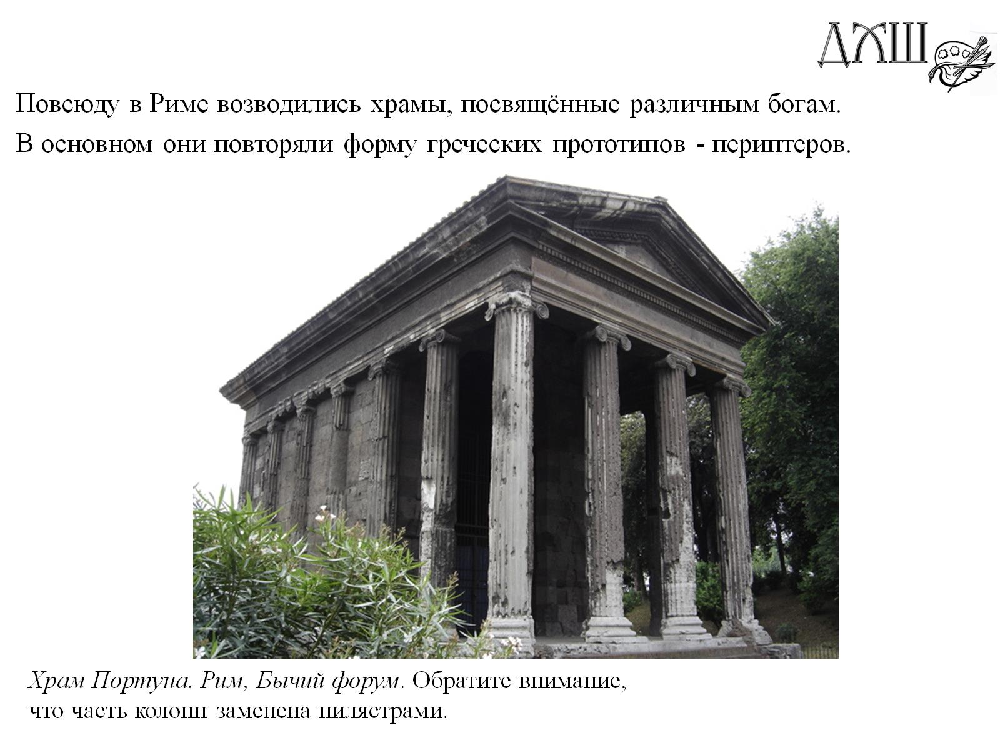 ДХШ
Повсюду в Риме возводились храмы, посвящённые различным богам.
В основном они повторяли форму греческих прототипов - периптеров.
Храм Портуна. Рим, Бычий форум. Обратите внимание,
что часть колонн заменена пилястрами.